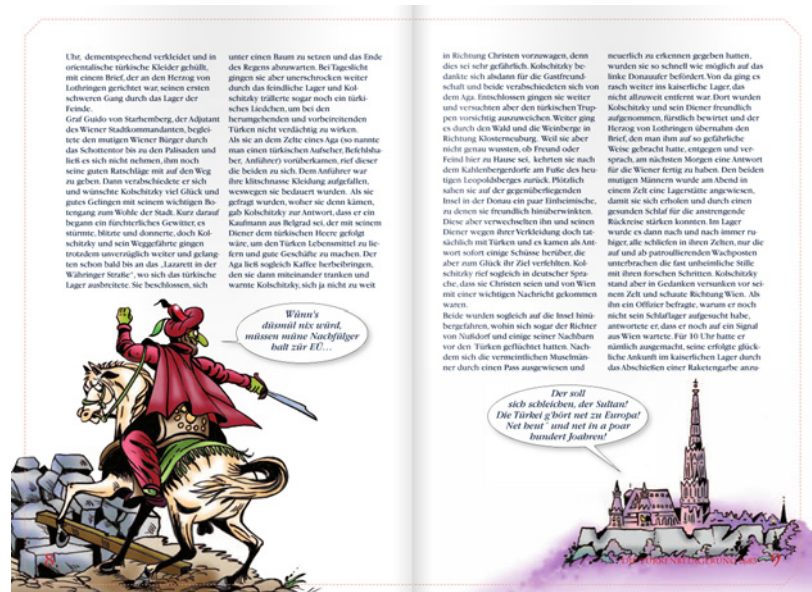 Uhr, dementsprechend verkleidet und in
orientalische türkische Kleider gehüllt,
mit einem Brief, der an den Herzog von
Lothringen gerichtet war, seinen ersten
schweren Gang durch das Lager der
Feinde.
Graf Guido von Starhemberg, der Adjutant
des Wiener Stadtkommandanten, beglei-
tete den mutigen Wiener Bürger durch
das Schottentor bis zu den Palisaden und
ließ es sich nicht nehmen, ihm noch
seine guten Ratschläge mit auf den Weg
zu geben. Dann verabschiedete er sich
und wünschte Kolschitzky viel Glück und
gutes Gelingen mit seinem wichtigen Bo-
tengang zum Wohle der Stadt. Kurz darauf
begann ein fürchterliches Gewitter, es
stürmte, blitzte und donnerte, doch Kol-
schitzky und sein Weggefährte gingen
trotzdem unverzüglich weiter und gelang-
ten schon bald bis an das „Lazarett in der
Währinger Straße“, wo sich das türkische
Lager ausbreitete. Sie beschlossen, sich
unter einen Baum zu setzen und das Ende
des Regens abzuwarten. Bei Tageslicht
gingen sie aber unerschrocken weiter
durch das feindliche Lager und Kol-
schitzky trällerte sogar noch ein türki-
sches Liedchen, um bei den
herumgehenden und vorbeireitenden
Türken nicht verdächtig zu wirken.
Als sie an dem Zelte eines Aga (so nannte
man einen türkischen Aufseher, Befehlsha-
ber, Anführer) vorüberkamen, rief dieser
die beiden zu sich. Dem Anführer war
ihre klitschnasse Kleidung aufgefallen,
weswegen sie bedauert wurden. Als sie
gefragt wurden, woher sie denn kämen,
gab Kolschitzky zur Antwort, dass er ein
Kaufmann aus Belgrad sei, der mit seinem
Diener dem türkischen Heere gefolgt
wäre, um den Türken Lebensmittel zu lie-
fern und gute Geschäfte zu machen. Der
Aga ließ sogleich Kaffee herbeibringen,
den sie dann miteinander tranken und
warnte Kolschitzky, sich ja nicht zu weit
Wünn's
düsmül nix würd,
müssen müne Nachfülger
halt zür EÜ...
8
in Richtung Christen vorzuwagen, denn
dies sei sehr gefährlich. Kolschitzky be-
dankte sich alsdann für die Gastfreund-
schaft und beide verabschiedeten sich von
dem Aga. Entschlossen gingen sie weiter
und versuchten aber den türkischen Trup-
pen vorsichtig auszuweichen. Weiter ging
es durch den Wald und die Weinberge in
Richtung Klosterneuburg. Weil sie aber
nicht genau wussten, ob Freund oder
Feind hier zu Hause sei, kehrten sie nach
dem Kahlenbergerdorfe am Fuße des heu-
tigen Leopoldsberges zurück. Plötzlich
sahen sie auf der gegenüberliegenden
Insel in der Donau ein paar Einheimische,
zu denen sie freundlich hinüberwinkten.
Diese aber verwechselten ihn und seinen
Diener wegen ihrer Verkleidung doch tat-
sächlich mit Türken und es kamen als Ant-
wort sofort einige Schüsse herüber, die
aber zum Glück ihr Ziel verfehlten. Kol-
schitzky rief sogleich in deutscher Spra-
che, dass sie Christen seien und von Wien
mit einer wichtigen Nachricht gekommen
waren.
Beide wurden sogleich auf die Insel hinü-
bergefahren, wohin sich sogar der Richter
von Nußdorf und einige seiner Nachbarn
vor den Türken geflüchtet hatten. Nach-
dem sich die vermeintlichen Muselmän-
ner durch einen Pass ausgewiesen und
neuerlich zu erkennen gegeben hatten,
wurden sie so schnell wie möglich auf das
linke Donauufer befördert. Von da ging es
rasch weiter ins kaiserliche Lager, das
nicht allzuweit entfernt war. Dort wurden
Kolschitzky und sein Diener freundlich
aufgenommen, fürstlich bewirtet und der
Herzog von Lothringen übernahm den
Brief, den man ihm auf so gefährliche
Weise gebracht hatte, entgegen und ver-
sprach, am nächsten Morgen eine Antwort
für die Wiener fertig zu haben. Den beiden
mutigen Männern wurde am Abend in
einem Zelt eine Lagerstätte angewiesen,
damit sie sich erholen und durch einen
gesunden Schlaf für die anstrengende
Rückreise stärken konnten. Im Lager
wurde es dann nach und nach immer ru-
higer, alle schliefen in ihren Zelten, nur die
auf und ab patroullierenden Wachposten
unterbrachen die fast unheimliche Stille
mit ihren forschen Schritten. Kolschitzky
stand aber in Gedanken versunken vor sei-
nem Zelt und schaute Richtung Wien. Als
ihn ein Offizier befragte, warum er noch
nicht sein Schlaflager aufgesucht habe,
antwortete er, dass er noch auf ein Signal
aus Wien wartete. Für 10 Uhr hatte er
nämlich ausgemacht, seine erfolgte glück-
liche Ankunft im kaiserlichen Lager durch
das Abschießen einer Raketengarbe anzu-
Der soll
sich schleichen, der Sultan!
Die Türkei g'hört net zu Europa!
Net heut´ und net in a poar
hundert Joahren!
DIE TÜRKENBELAGERUNG 1683 9